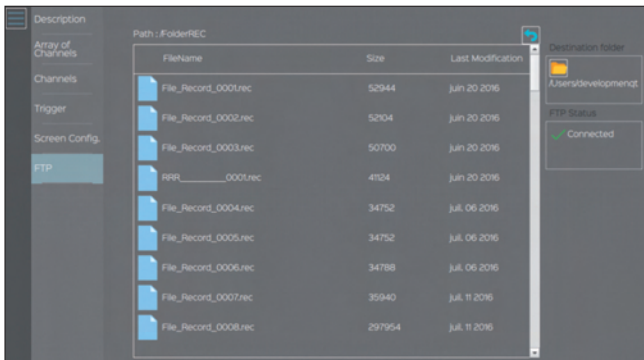 Description
Array of
Channels
Channels
Trigger
Screen Config.
FTP
Path : /FolderREC
FileName Size Last Modification
File_Record_0001.rec 52944 juin 20 2016
File_Record_0002.rec 52104 juin 20 2016
File_Record_0003.rec 50700 juin 20 2016
RRR_______0001.rec 41124 juin 20 2016
File_Record_0004.rec 34752 juil. 06 2016
File_Record_0005.rec 34752 juil. 06 2016
File_Record_0006.rec 34788 juil. 06 2016
File_Record_0007.rec 35940 juil. 11 2016
File_Record_0008.rec 297954 juil. 11 2016
Destination folder
/Users/developmenqt
FTP Status
Connected